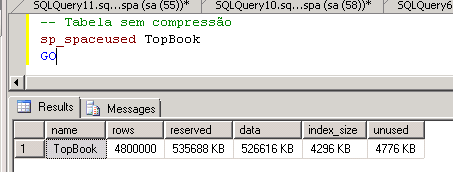 SQLQuery11.sq...spa (sa (55))* SQLQuery10.sq...spa (sa (58))* SQLQuery6
-- Tabela sem compressão
sp_spaceused TopBook
GO
Results Messages
name rows reserved data index_size unused
1 TopBook 4800000 535688 KB 526616 KB 4296 KB 4776 KB